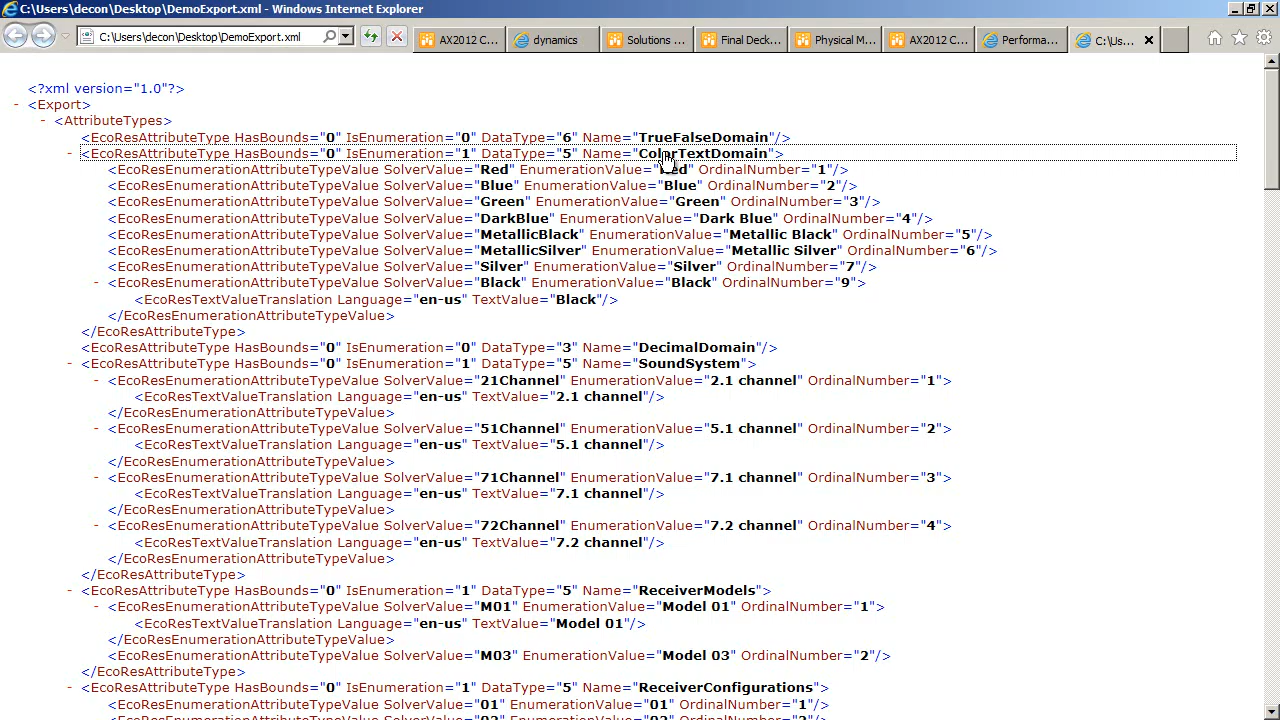 C:\Users\decon\Desktop\DemoExport.xml - Windows Internet Explorer
C:\Users\decon\Desktop\DemoExport.xml
AX2012 C...
dynamics
Solutions ...
Final Deck...
Physical M...
AX2012 C...
Performa...
C:\Us...
<?xml version="1.0"?>
- <Export>
- <AttributeTypes>
<EcoResAttributeType HasBounds="0" IsEnumeration="0" DataType="6" Name="TrueFalseDomain"/>
- <EcoResAttributeType HasBounds="0" IsEnumeration="1" DataType="5" Name="ColorTextDomain">
<EcoResEnumerationAttributeTypeValue SolverValue="Red" EnumerationValue="Red" OrdinalNumber="1"/>
<EcoResEnumerationAttributeTypeValue SolverValue="Blue" EnumerationValue="Blue" OrdinalNumber="2"/>
<EcoResEnumerationAttributeTypeValue SolverValue="Green" EnumerationValue="Green" OrdinalNumber="3"/>
<EcoResEnumerationAttributeTypeValue SolverValue="DarkBlue" EnumerationValue="Dark Blue" OrdinalNumber="4"/>
<EcoResEnumerationAttributeTypeValue SolverValue="MetallicBlack" EnumerationValue="Metallic Black" OrdinalNumber="5"/>
<EcoResEnumerationAttributeTypeValue SolverValue="MetallicSilver" EnumerationValue="Metallic Silver" OrdinalNumber="6"/>
<EcoResEnumerationAttributeTypeValue SolverValue="Silver" EnumerationValue="Silver" OrdinalNumber="7"/>
- <EcoResEnumerationAttributeTypeValue SolverValue="Black" EnumerationValue="Black" OrdinalNumber="9">
<EcoResTextValueTranslation Language="en-us" TextValue="Black"/>
</EcoResEnumerationAttributeTypeValue>
</EcoResAttributeType>
<EcoResAttributeType HasBounds="0" IsEnumeration="0" DataType="3" Name="DecimalDomain"/>
- <EcoResAttributeType HasBounds="0" IsEnumeration="1" DataType="5" Name="SoundSystem">
- <EcoResEnumerationAttributeTypeValue SolverValue="21Channel" EnumerationValue="2.1 channel" OrdinalNumber="1">
<EcoResTextValueTranslation Language="en-us" TextValue="2.1 channel"/>
</EcoResEnumerationAttributeTypeValue>
- <EcoResEnumerationAttributeTypeValue SolverValue="51Channel" EnumerationValue="5.1 channel" OrdinalNumber="2">
<EcoResTextValueTranslation Language="en-us" TextValue="5.1 channel"/>
</EcoResEnumerationAttributeTypeValue>
- <EcoResEnumerationAttributeTypeValue SolverValue="71Channel" EnumerationValue="7.1 channel" OrdinalNumber="3">
<EcoResTextValueTranslation Language="en-us" TextValue="7.1 channel"/>
</EcoResEnumerationAttributeTypeValue>
- <EcoResEnumerationAttributeTypeValue SolverValue="72Channel" EnumerationValue="7.2 channel" OrdinalNumber="4">
<EcoResTextValueTranslation Language="en-us" TextValue="7.2 channel"/>
</EcoResEnumerationAttributeTypeValue>
</EcoResAttributeType>
- <EcoResAttributeType HasBounds="0" IsEnumeration="1" DataType="5" Name="ReceiverModels">
- <EcoResEnumerationAttributeTypeValue SolverValue="M01" EnumerationValue="Model 01" OrdinalNumber="1">
<EcoResTextValueTranslation Language="en-us" TextValue="Model 01"/>
</EcoResEnumerationAttributeTypeValue>
<EcoResEnumerationAttributeTypeValue SolverValue="M03" EnumerationValue="Model 03" OrdinalNumber="2"/>
</EcoResAttributeType>
- <EcoResAttributeType HasBounds="0" IsEnumeration="1" DataType="5" Name="ReceiverConfigurations">
<EcoResEnumerationAttributeTypeValue SolverValue="01" EnumerationValue="01" OrdinalNumber="1"/>